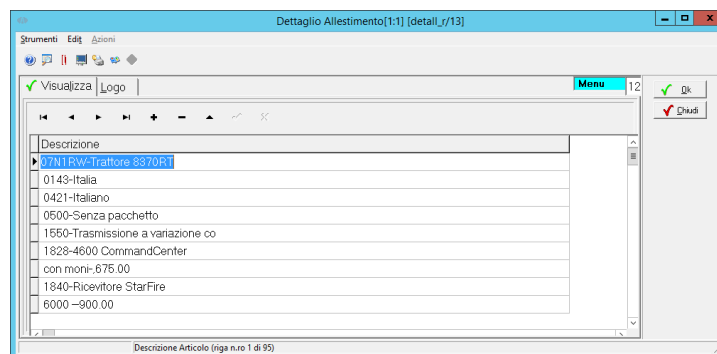 Dettaglio Allestimento[1:1] [detall_r/13]
Strumenti Edit Azioni
Visualizza Logo Menu 12
Ok
Chiudi
Descrizione
07N1RW-Trattore 8370RT
0143-Italia
0421-Italiano
0500-Senza pacchetto
1550-Trasmissione a variazione co
1828-4600 CommandCenter
con moni-,675.00
1840-Ricevitore StarFire
6000 –900.00
Descrizione Articolo (riga n.ro 1 di 95)